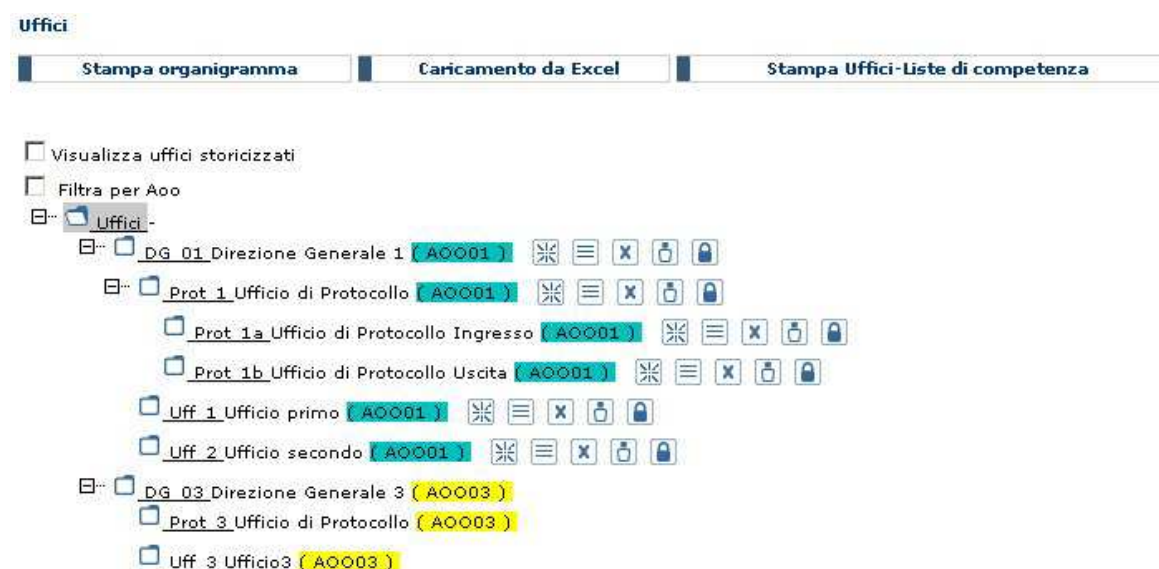 Uffici
Stampa organigramma Caricamento da Excel Stampa Uffici-Liste di competenza
Visualizza uffici storicizzati
Filtra per Aoo
Uffici -
DG 01 Direzione Generale 1 ( AOO01 )
Prot 1 Ufficio di Protocollo ( AOO01 )
Prot 1a Ufficio di Protocollo Ingresso ( AOO01 )
Prot 1b Ufficio di Protocollo Uscita ( AOO01 )
Uff 1 Ufficio primo ( AOO01 )
Uff 2 Ufficio secondo ( AOO01 )
DG 03 Direzione Generale 3 ( AOO03 )
Prot 3 Ufficio di Protocollo ( AOO03 )
Uff 3 Ufficio3 ( AOO03 )